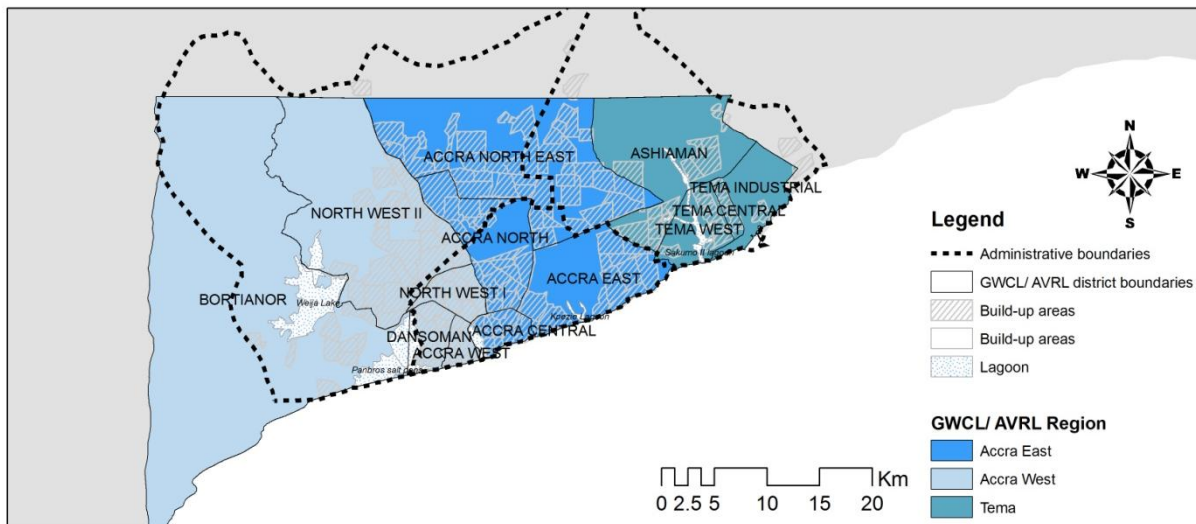 ACCRA NORTH EAST
ASHIAMAN
TEMA INDUSTRIAL
TEMA CENTRAL
TEMA WEST
Sakumo II lagoon
NORTH WEST II
ACCRA NORTH
ACCRA EAST
BORTIANOR
Weija Lake
NORTH WEST I
Kpezie Lagoon
DANSOMAN
ACCRA CENTRAL
ACCRA WEST
Panbros salt pans
N
W E
S
Legend
Administrative boundaries
GWCL/ AVRL district boundaries
Build-up areas
Build-up areas
Lagoon
GWCL/ AVRL Region
Accra East
Accra West
Tema
Km
0 2.5 5 10 15 20